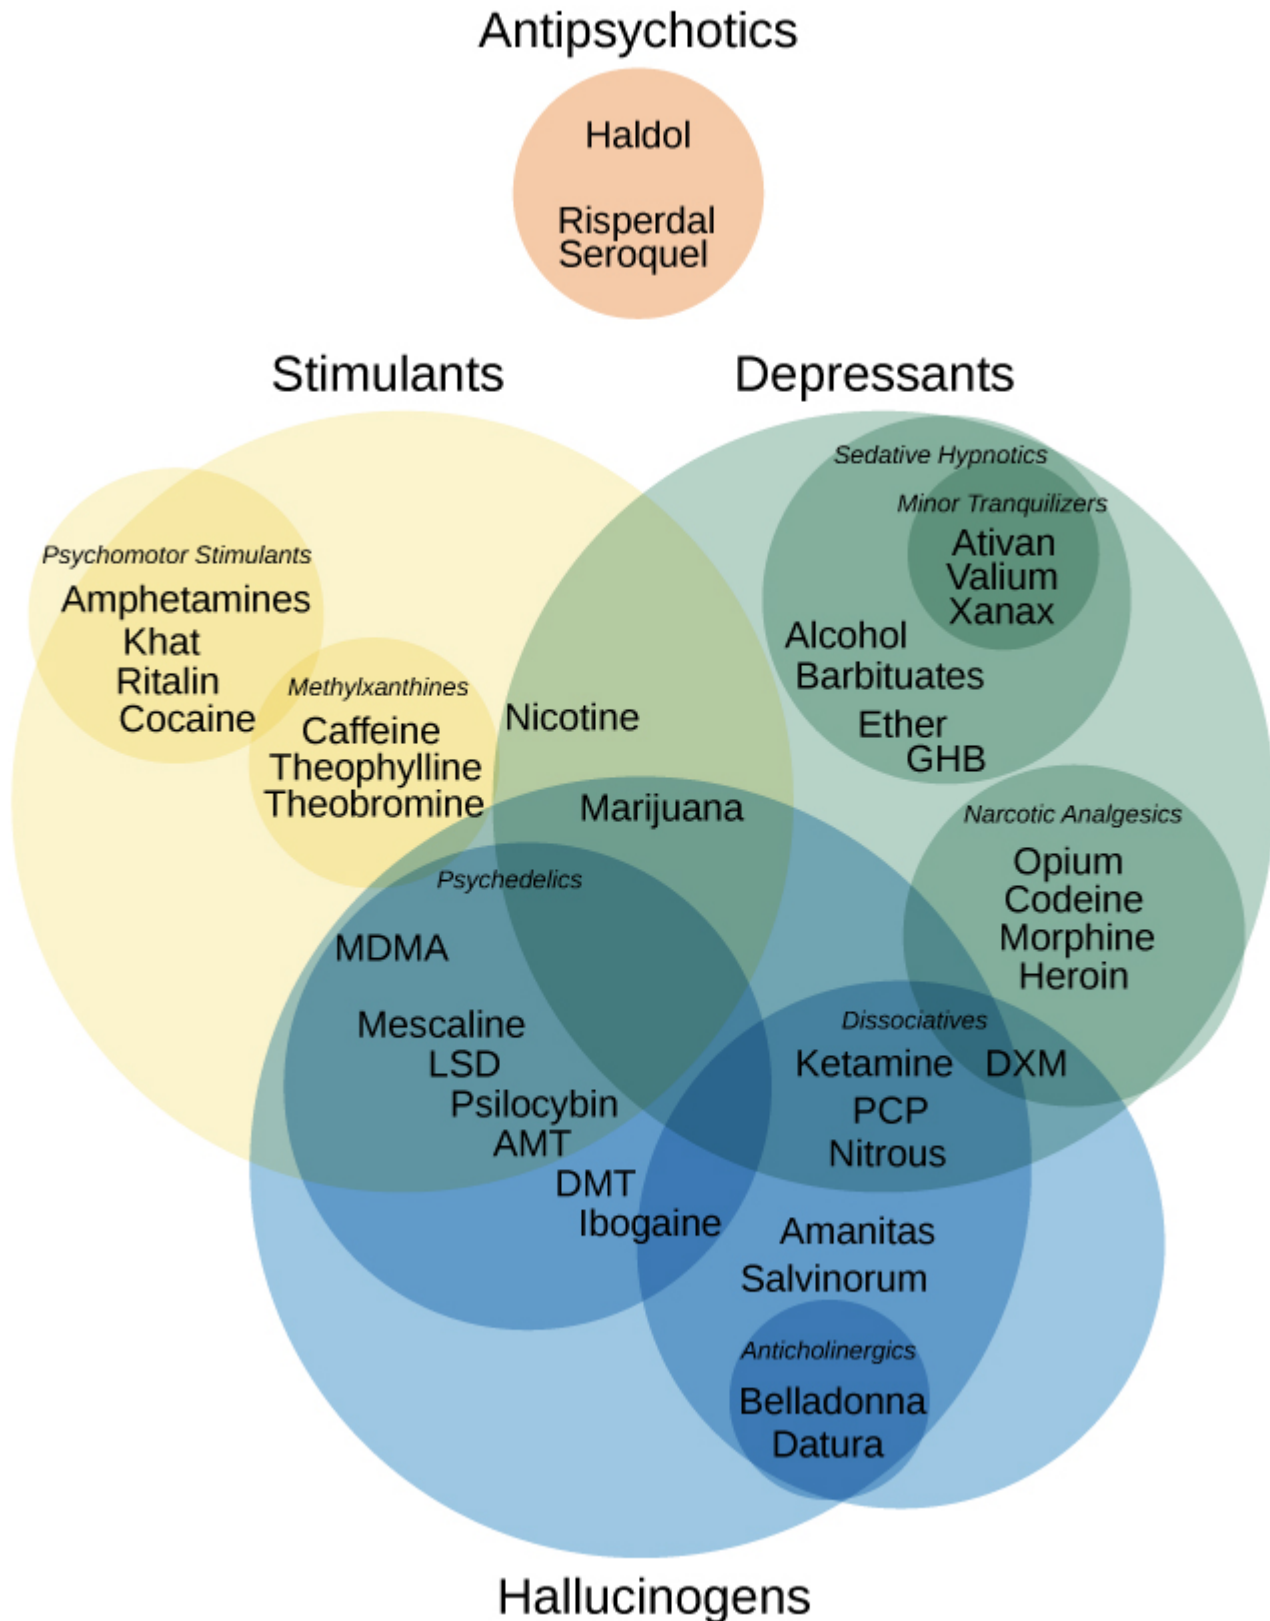 Antipsychotics
Haldol
Risperdal
Seroquel
Stimulants
Depressants
Sedative Hypnotics
Minor Tranquilizers
Ativan
Valium
Xanax
Alcohol
Barbituates
Ether
GHB
Psychomotor Stimulants
Amphetamines
Khat
Ritalin
Cocaine
Methylxanthines
Caffeine
Theophylline
Theobromine
Nicotine
Marijuana
Narcotic Analgesics
Opium
Codeine
Morphine
Heroin
Psychedelics
MDMA
Mescaline
LSD
Psilocybin
AMT
DMT
Ibogaine
Dissociatives
Ketamine
DXM
PCP
Nitrous
Amanitas
Salvinorum
Anticholinergics
Belladonna
Datura
Hallucinogens